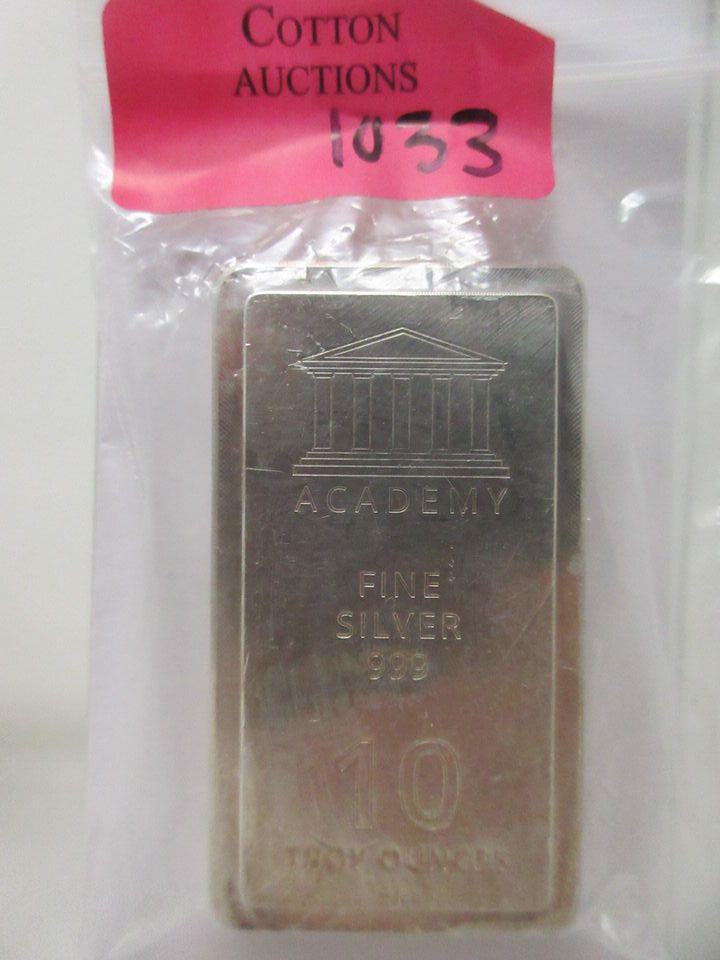 COTTON
AUCTIONS
1033
ACADEMY
FINE
SILVER
999
10
TROY OUNCES